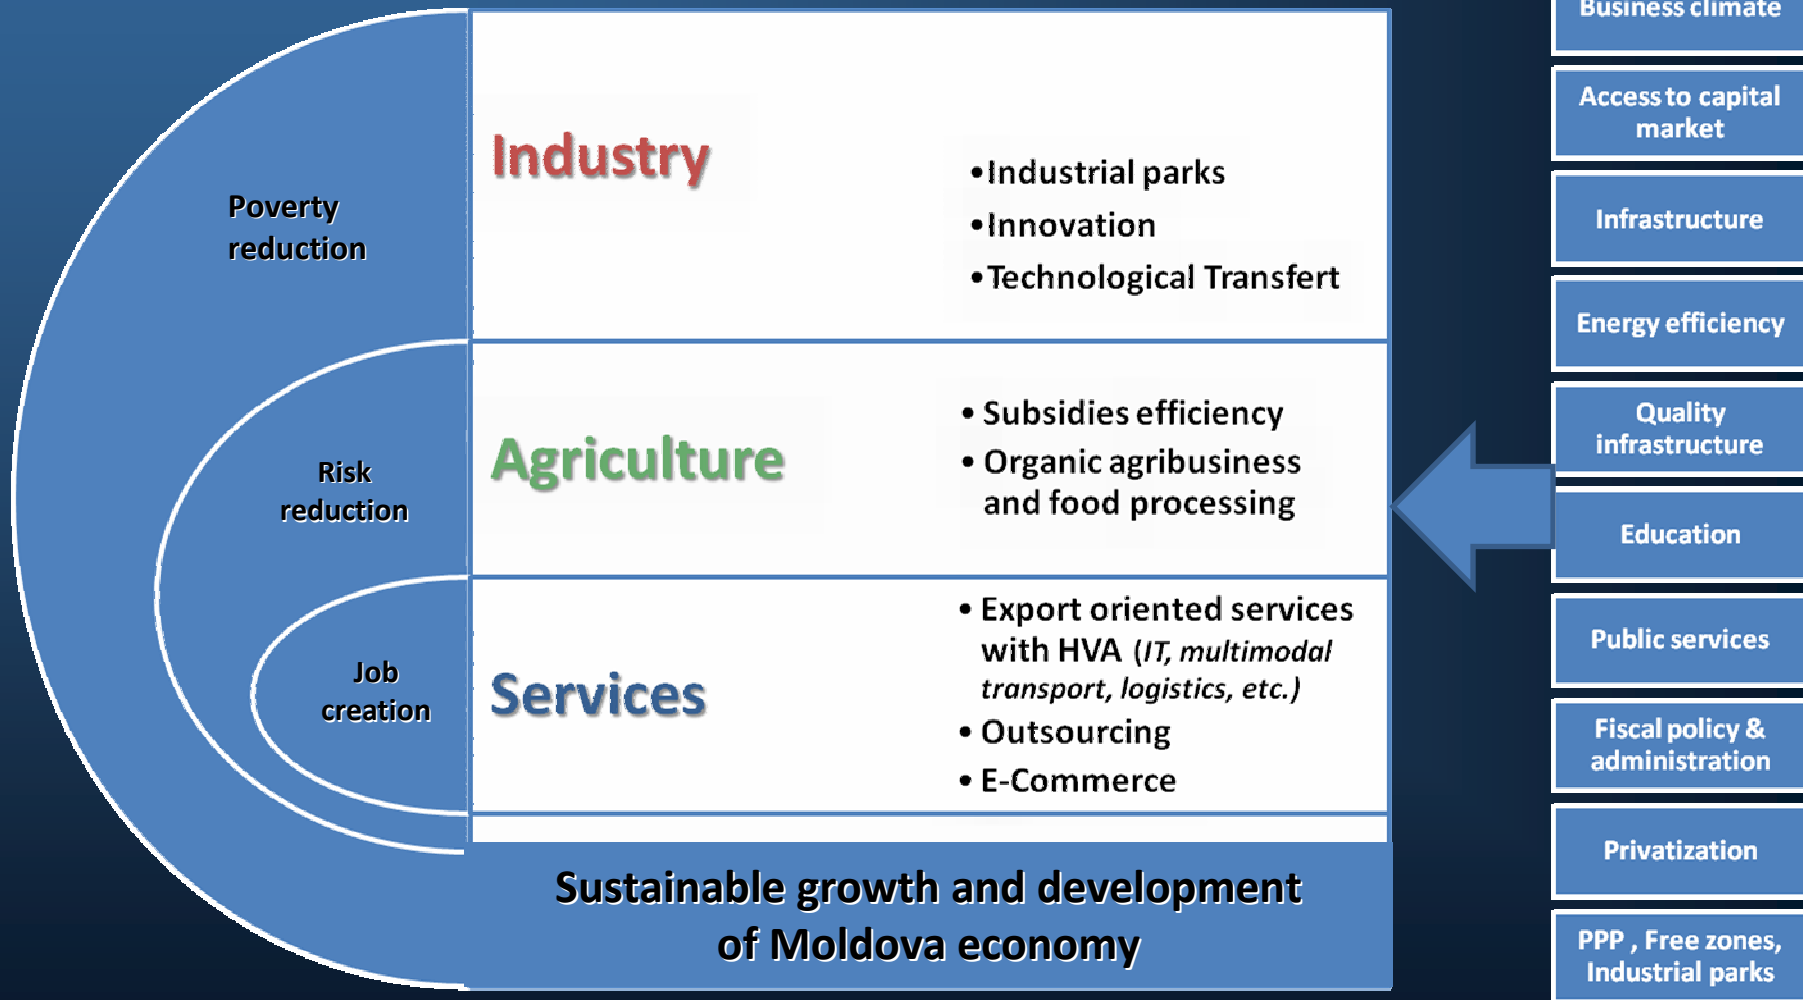 Poverty
reduction
Risk
reduction
Job
creation
Industry
•Industrial parks
•Innovation
•Technological Transfert
Agriculture
• Subsidies efficiency
• Organic agribusiness
and food processing
Services
• Export oriented services
with HVA (IT, multimodal
transport, logistics, etc.)
• Outsourcing
• E-Commerce
Sustainable growth and development
of Moldova economy
Business climate
Access to capital
market
Infrastructure
Energy efficiency
Quality
infrastructure
Education
Public services
Fiscal policy &
administration
Privatization
PPP , Free zones,
Industrial parks